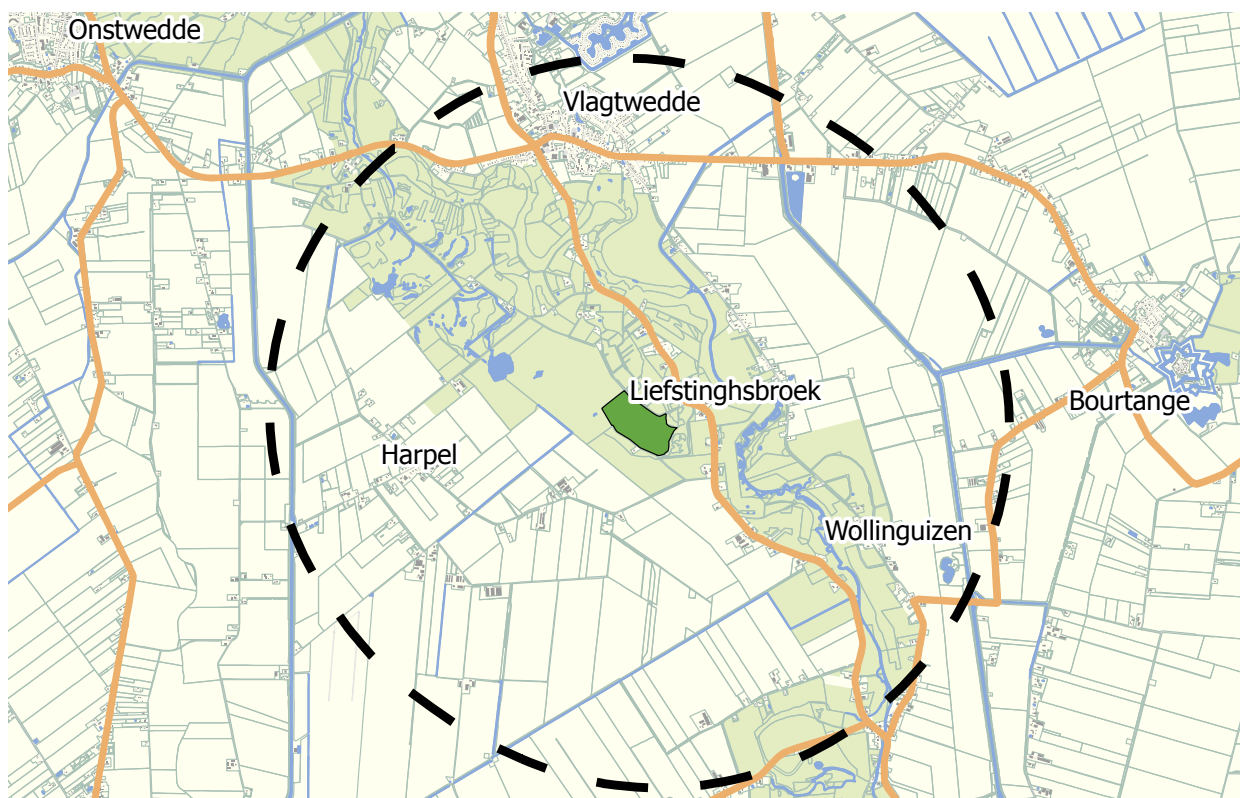 Onstwedde
Vlagtwedde
Liefstinghsbroek
Bourtange
Harpel
Wollinguizen